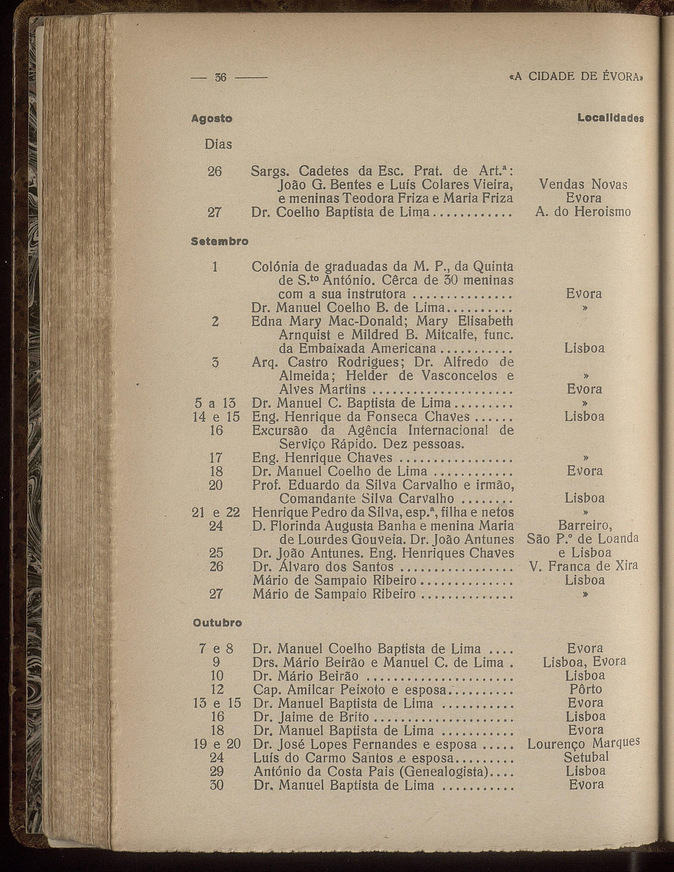 — 36 —— «A CIDADE DE ÉVORA»
Agosto Localidades
Dias
26 Sargs. Cadetes da Esc. Prat. de Art.ª:
João G. Bentes e Luís Colares Vieira, Vendas Novas
e meninas Teodora Friza e Maria Friza Evora
27 Dr. Coelho Baptista de Lima............ A. do Heroismo
Setembro
1 Colónia de graduadas da M. P., da Quinta
de S.to António. Cêrca de 30 meninas
com a sua instrutora ............... Evora
Dr. Manuel Coelho B. de Lima.......... »
2 Edna Mary Mac-Donald; Mary Elisabeth
Arnquist e Mildred B. Mitcalfe, func.
da Embaixada Americana ........... Lisboa
3 Arq. Castro Rodrigues; Dr. Alfredo de
Almeida; Helder de Vasconcelos e »
Alves Martins ..................... Evora
5 a 13 Dr. Manuel C. Baptista de Lima......... »
14 e 15 Eng. Henrique da Fonseca Chaves ...... Lisboa
16 Excursão da Agência Internacional de
Serviço Rápido. Dez pessoas.
17 Eng. Henrique Chaves ................. »
18 Dr. Manuel Coelho de Lima ............ Evora
20 Prof. Eduardo da Silva Carvalho e irmão,
Comandante Silva Carvalho ........ Lisboa
21 e 22 Henrique Pedro da Silva, esp.ª, filha e netos »
24 D. Florinda Augusta Banha e menina Maria Barreiro,
de Lourdes Gouveia. Dr. João Antunes São P.º de Loanda
25 Dr. João Antunes. Eng. Henriques Chaves e Lisboa
26 Dr. Álvaro dos Santos ................. V. Franca de Xira
Mário de Sampaio Ribeiro.............. Lisboa
27 Mário de Sampaio Ribeiro .............. »
Outubro
7 e 8 Dr. Manuel Coelho Baptista de Lima .... Evora
9 Drs. Mário Beirão e Manuel C. de Lima . Lisboa, Evora
10 Dr. Mário Beirão ...................... Lisboa
12 Cap. Amilcar Peixoto e esposa.......... Pôrto
13 e 15 Dr. Manuel Baptista de Lima ........... Evora
16 Dr. Jaime de Brito ..................... Lisboa
18 Dr. Manuel Baptista de Lima ........... Evora
19 e 20 Dr. José Lopes Fernandes e esposa ..... Lourenço Marques
24 Luís do Carmo Santos e esposa......... Setubal
29 António da Costa Pais (Genealogista).... Lisboa
30 Dr. Manuel Baptista de Lima ........... Evora